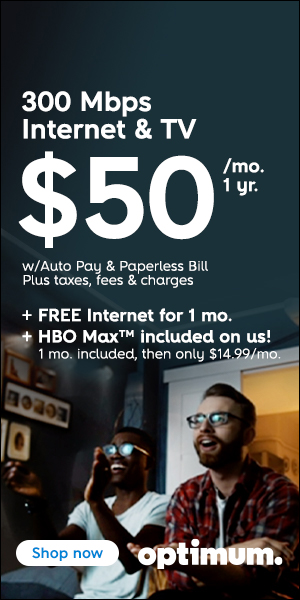 300 Mbps
Internet & TV
$50
/mo.
1 yr.
w/Auto Pay & Paperless Bill
Plus taxes, fees & charges
+ FREE Internet for 1 mo.
+ HBO Max™ included on us!
1 mo. included, then only $14.99/mo.
Shop now
optimum.